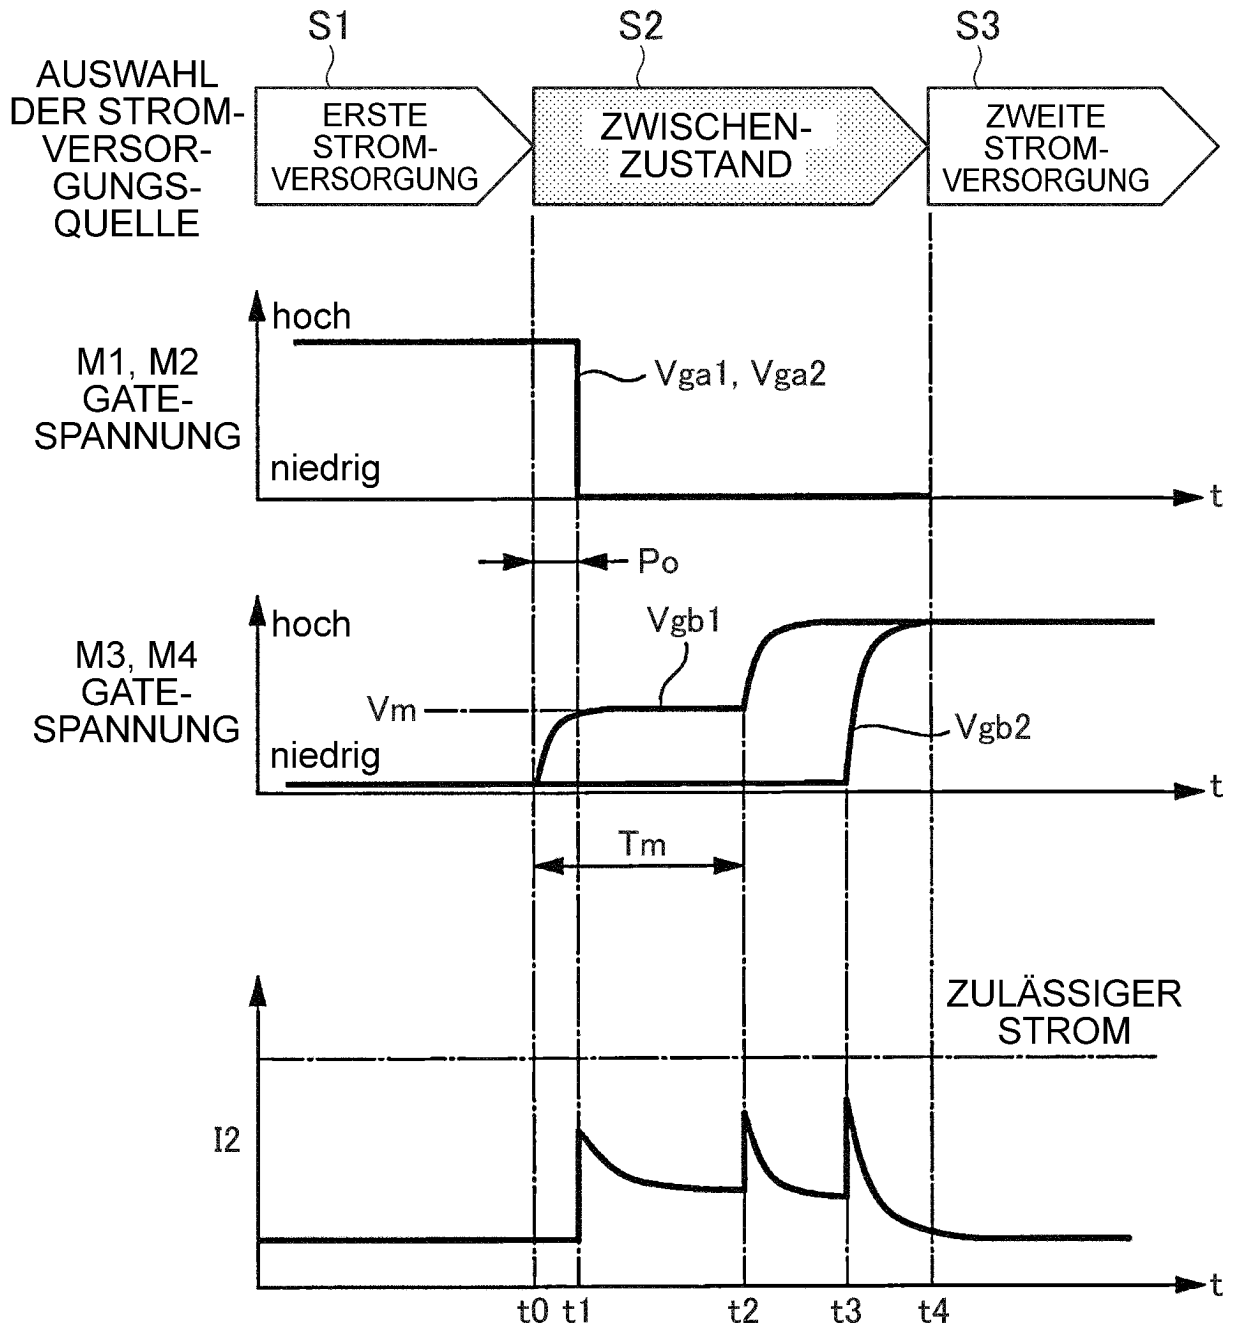 S1
S2
S3
AUSWAHL
DER STROM-
VERSOR-
GUNGS-
QUELLE
ERSTE
STROM-
VERSORGUNG
ZWISCHEN-
ZUSTAND
ZWEITE
STROM-
VERSORGUNG
hoch
M1, M2
GATE-
SPANNUNG
Vga1, Vga2
niedrig
t
Po
hoch
M3, M4
GATE-
SPANNUNG
Vgb1
Vm
Vgb2
niedrig
t
Tm
ZULÄSSIGER
STROM
I2
t
t0 t1 t2 t3 t4